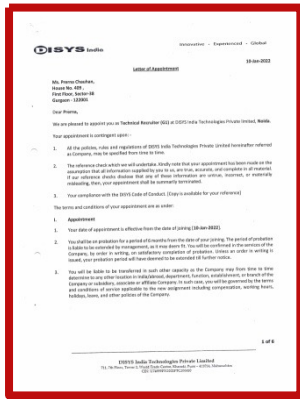 DISYS India
Innovative - Experienced - Global
10-Jan-2022
Letter of Appointment
Ms. Prerna Chauhan,
House No. 409 ,
First Floor, Sector-38
Gurgaon - 122001
Dear Prerna,
We are pleased to appoint you as Technical Recruiter (G1) at DISYS India Technologies Private Limited, Noida.
Your appointment is contingent upon:-
1. All the policies, rules and regulations of DISYS India Technologies Private Limited hereinafter referred
as Company, may be specified from time to time.
2. The reference check which we will undertake. Kindly note that your appointment has been made on the
assumption that all information supplied by you to us, are true, accurate, and complete in all material.
If our reference checks disclose that any of these information are untrue, incorrect, or materially
misleading, then, your appointment shall be summarily terminated.
3. Your compliance with the DISYS Code of Conduct. [Copy is available for your reference]
The terms and conditions of your appointment are as under:
1. Appointment
1. Your date of appointment is effective from the date of joining [10-Jan-2022].
2. You shall be on probation for a period of 6 months from the date of your joining. The period of probation
is liable to be extended by management, as it may deem fit. You will be confirmed in the services of the
Company, by order in writing, on satisfactory completion of probation. Unless an order in writing is
issued, your probation period will have deemed to be extended till further notice.
3. You will be liable to be transferred in such other capacity as the Company may from time to time
determine to any other location in India/abroad, department, function, establishment, or branch of the
Company or subsidiary, associate or affiliate Company. In such case, you will be governed by the terms
and conditions of service applicable to the new assignment including compensation, working hours,
holidays, leave, and other policies of the Company.
1 of 6
DISYS India Technologies Private Limited